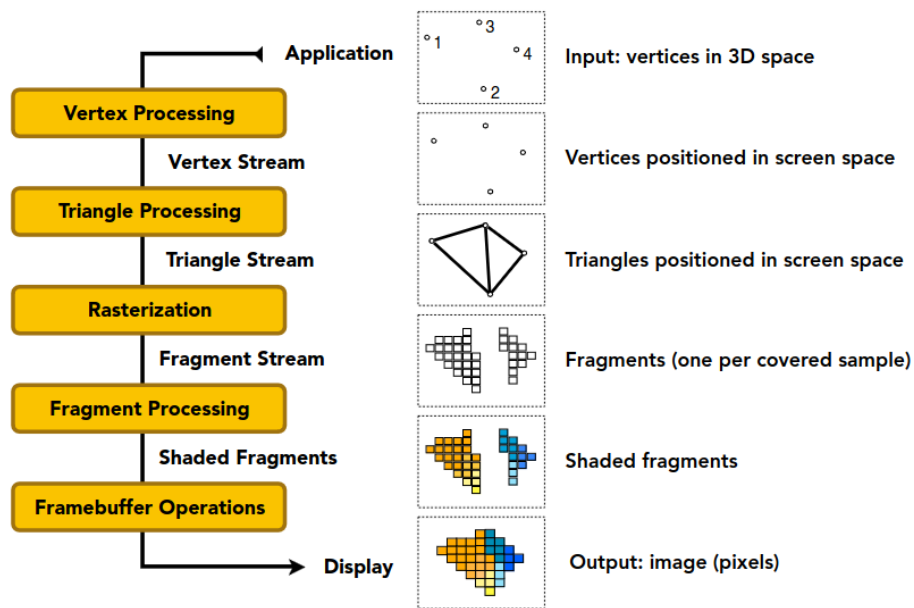 Application
1
3
4
2
Input: vertices in 3D space
Vertex Processing
Vertex Stream
Vertices positioned in screen space
Triangle Processing
Triangle Stream
Triangles positioned in screen space
Rasterization
Fragment Stream
Fragments (one per covered sample)
Fragment Processing
Shaded Fragments
Shaded fragments
Framebuffer Operations
Display
Output: image (pixels)